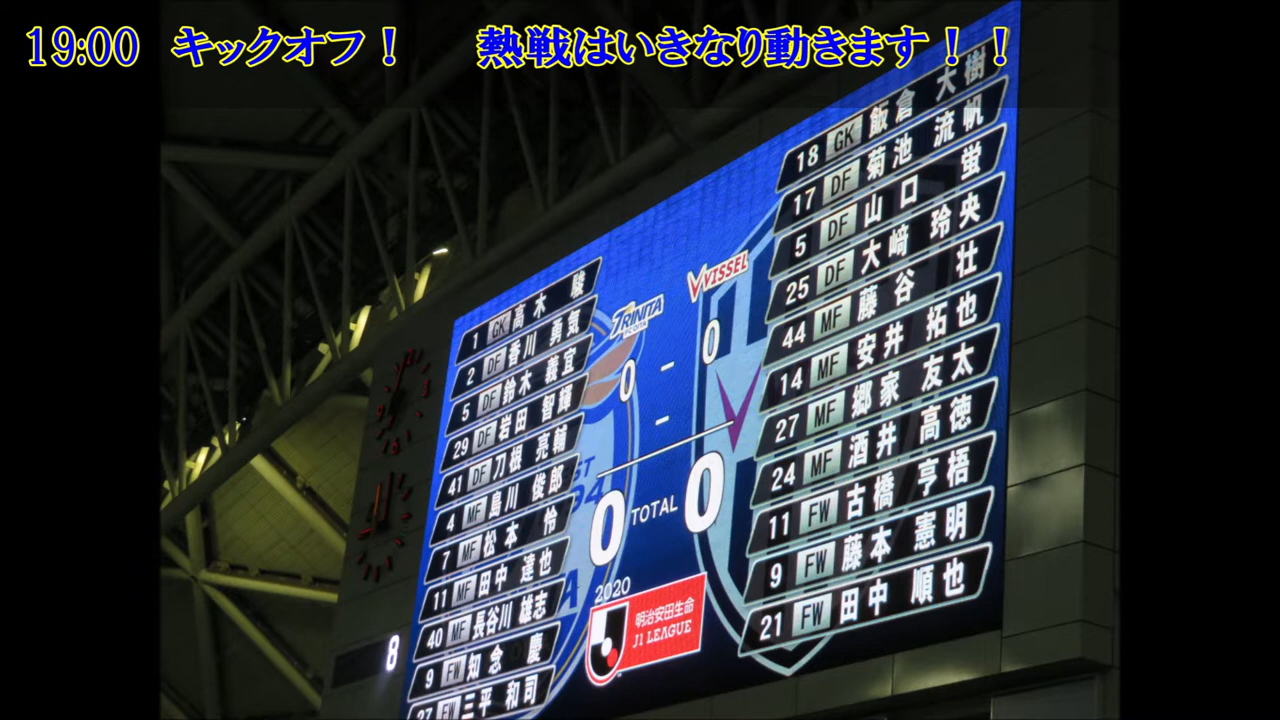 19:00 キックオフ！ 熱戦はいきなり動きます！！
1 GK 高木 駿
2 DF 香川 勇気
5 DF 鈴木 義宜
29 DF 岩田 智輝
41 DF 刀根 亮輔
4 MF 島川 俊郎
7 MF 松本 怜
11 MF 田中 達也
40 MF 長谷川 雄志
9 FW 知念 慶
27 FW 三平 和司
TRINITA
VISSEL
0 - 0
-
0 TOTAL 0
2020
明治安田生命
J1 LEAGUE
18 GK 飯倉 大樹
17 DF 菊池 流帆
5 DF 山口 蛍
25 DF 大﨑 玲央
44 MF 藤谷 壮
14 MF 安井 拓也
27 MF 郷家 友太
24 MF 酒井 高徳
11 FW 古橋 亨梧
9 FW 藤本 憲明
21 FW 田中 順也
8